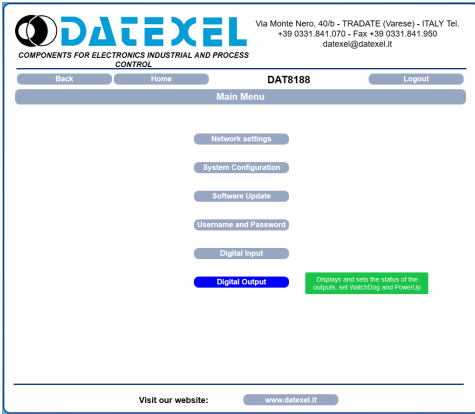 DATEXEL
COMPONENTS FOR ELECTRONICS INDUSTRIAL AND PROCESS
CONTROL
Via Monte Nero, 40/b - TRADATE (Varese) - ITALY Tel.
+39 0331.841.070 - Fax +39 0331.841.950
datexel@datexel.it
Back Home DAT8188 Logout
Main Menu
Network settings
System Configuration
Software Update
Username and Password
Digital Input
Digital Output
Displays and sets the status of the
outputs, set WatchDog and PowerUp
Visit our website: www.datexel.it